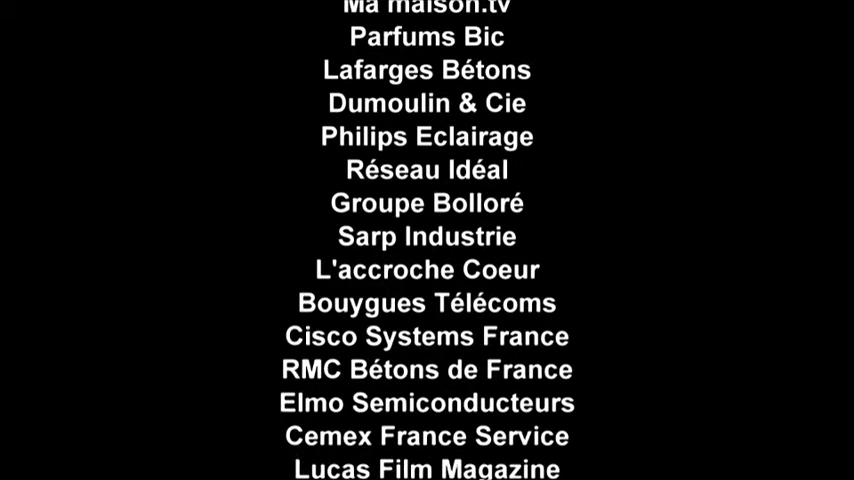 Ma maison.tv
Parfums Bic
Lafarges Bétons
Dumoulin & Cie
Philips Eclairage
Réseau Idéal
Groupe Bolloré
Sarp Industrie
L'accroche Coeur
Bouygues Télécoms
Cisco Systems France
RMC Bétons de France
Elmo Semiconducteurs
Cemex France Service
Lucas Film Magazine